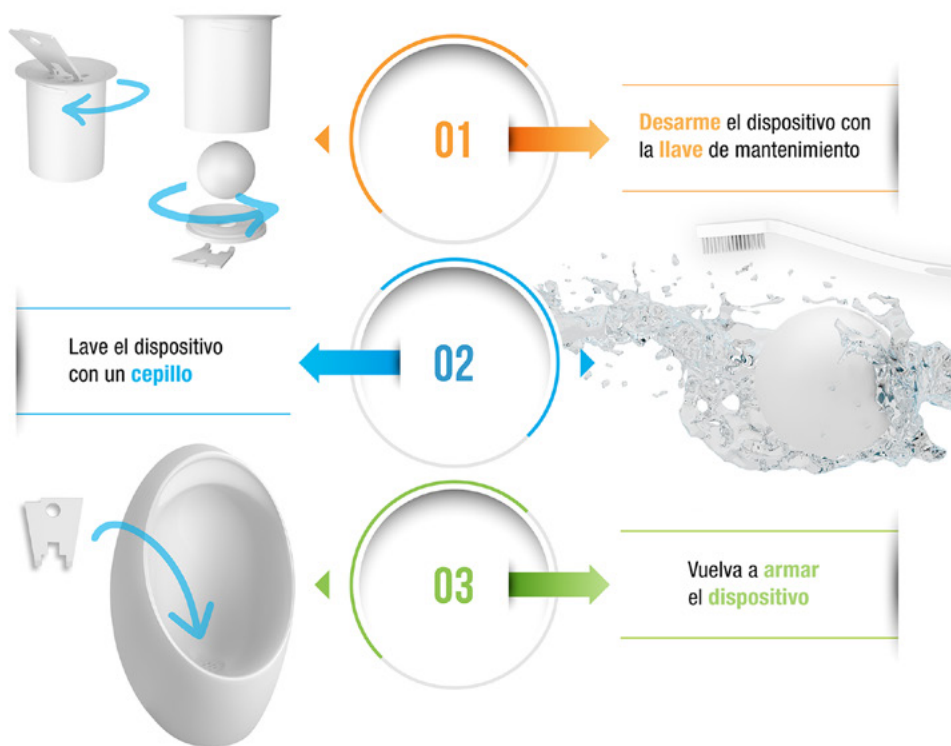 01
Desarme el dispositivo con
la llave de mantenimiento
Lave el dispositivo
con un cepillo
02
03
Vuelva a armar
el dispositivo